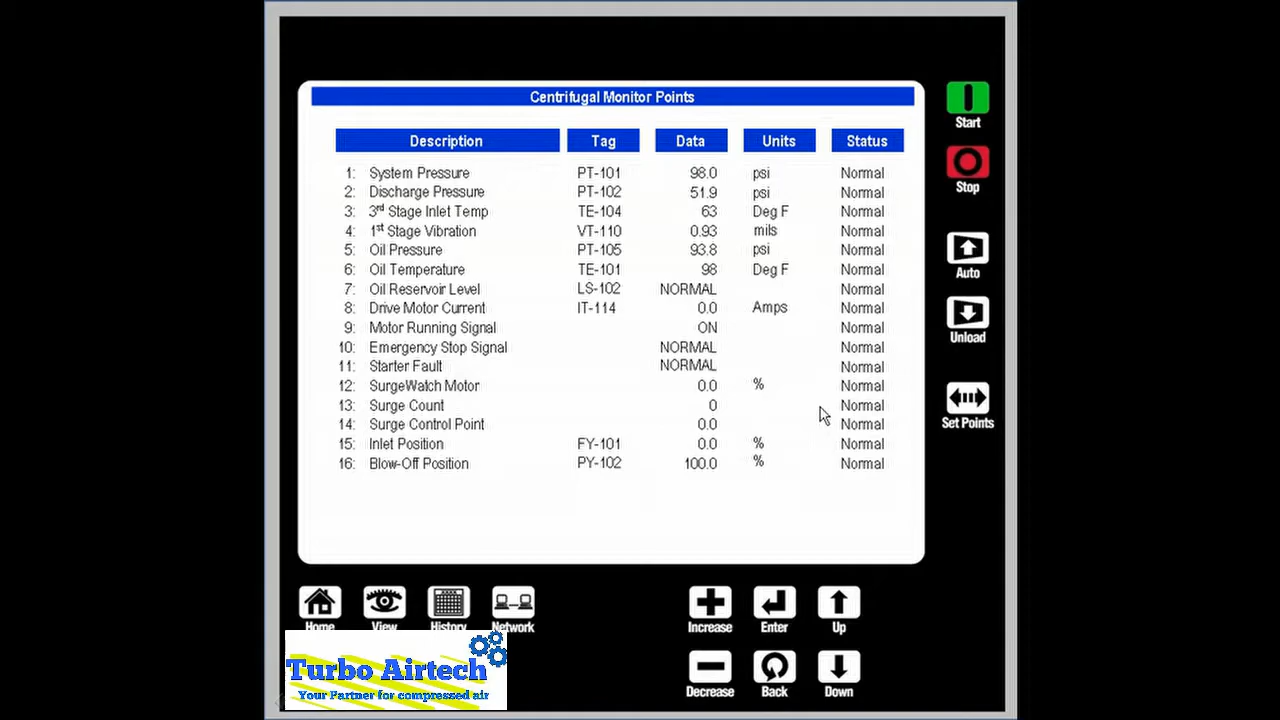 Centrifugal Monitor Points
Description Tag Data Units Status
1: System Pressure PT-101 98.0 psi Normal
2: Discharge Pressure PT-102 51.9 psi Normal
3: 3rd Stage Inlet Temp TE-104 63 Deg F Normal
4: 1st Stage Vibration VT-110 0.93 mils Normal
5: Oil Pressure PT-105 93.8 psi Normal
6: Oil Temperature TE-101 98 Deg F Normal
7: Oil Reservoir Level LS-102 NORMAL Normal
8: Drive Motor Current IT-114 0.0 Amps Normal
9: Motor Running Signal ON Normal
10: Emergency Stop Signal NORMAL Normal
11: Starter Fault NORMAL Normal
12: SurgeWatch Motor 0.0 % Normal
13: Surge Count 0 Normal
14: Surge Control Point 0.0 Normal
15: Inlet Position FY-101 0.0 % Normal
16: Blow-Off Position PY-102 100.0 % Normal
Start
Stop
Auto
Unload
Set Points
Home View History Network Increase Enter Up
Decrease Back Down
Turbo Airtech
Your Partner for compressed air